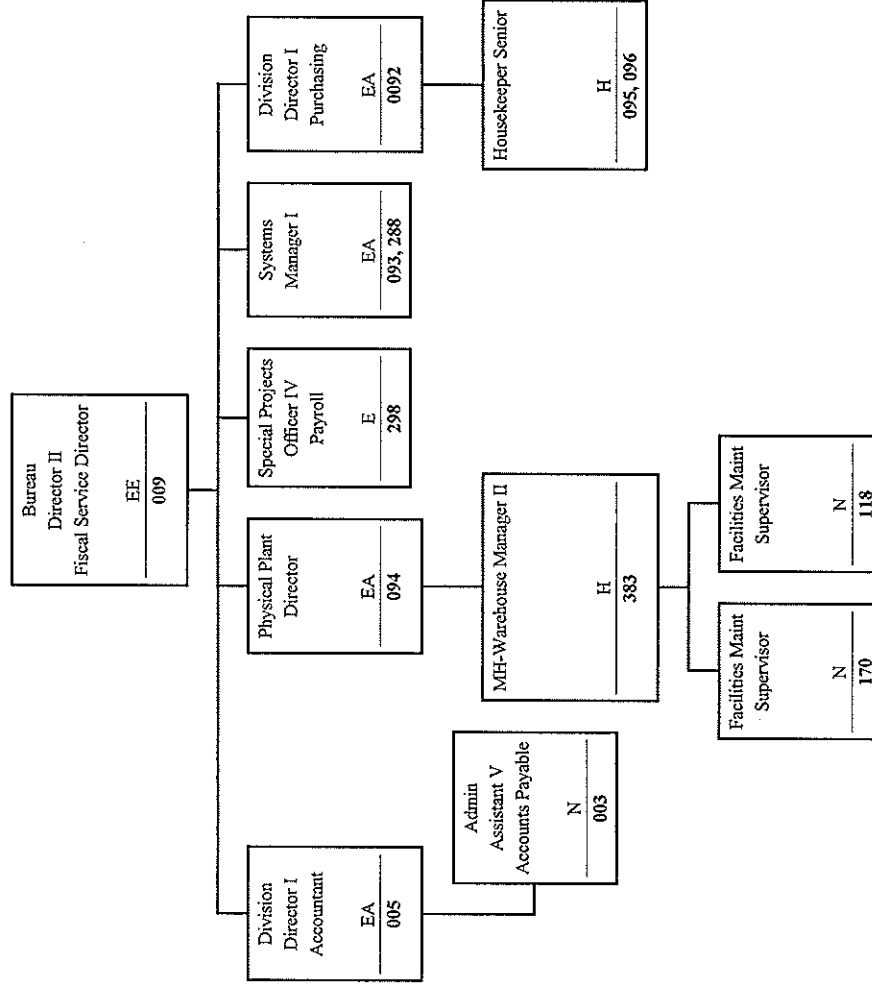 Bureau
Director II
Fiscal Service Director
EE
009
Division
Director I
Accountant
EA
005
Physical Plant
Director
EA
094
Special Projects
Officer IV
Payroll
E
298
Systems
Manager I
EA
093, 288
Division
Director I
Purchasing
EA
0092
Admin
Assistant V
Accounts Payable
N
003
MH-Warehouse Manager II
H
383
Housekeeper Senior
H
095, 096
Facilities Maint
Supervisor
N
170
Facilities Maint
Supervisor
N
118